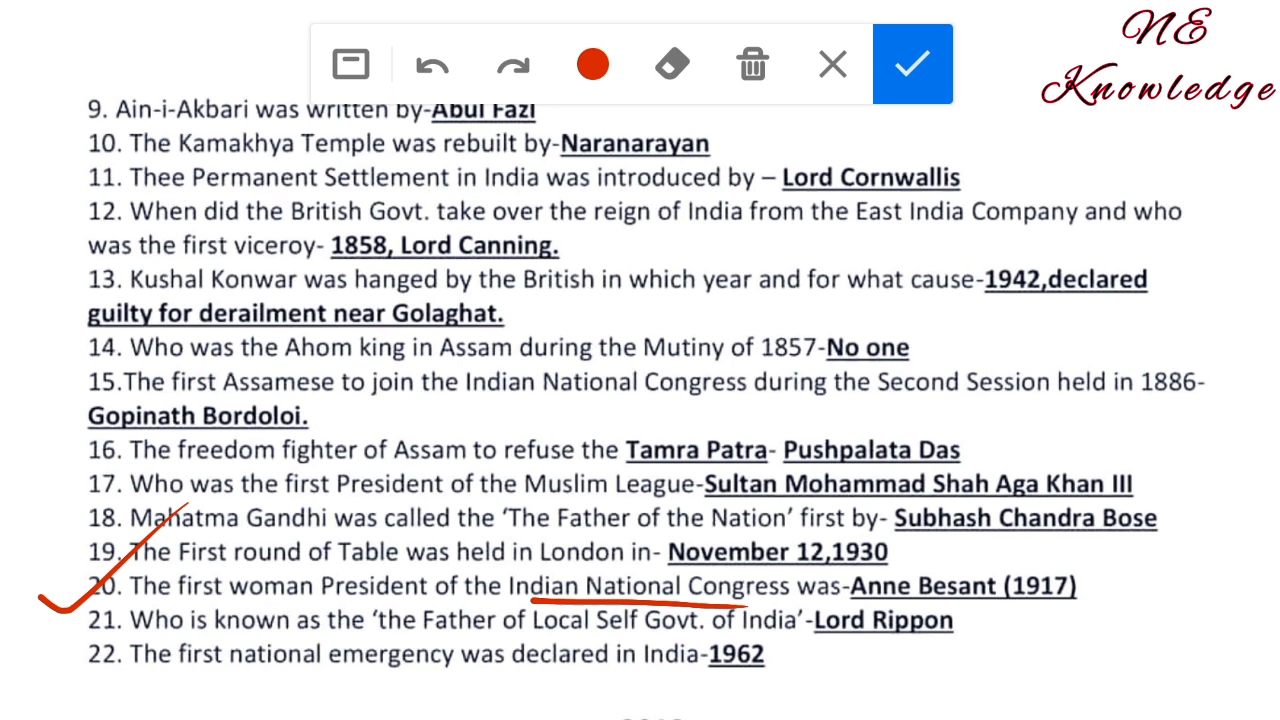 NE
Knowledge
9. Ain-i-Akbari was written by-Abul Fazl
10. The Kamakhya Temple was rebuilt by-Naranarayan
11. Thee Permanent Settlement in India was introduced by – Lord Cornwallis
12. When did the British Govt. take over the reign of India from the East India Company and who
was the first viceroy- 1858, Lord Canning.
13. Kushal Konwar was hanged by the British in which year and for what cause-1942,declared
guilty for derailment near Golaghat.
14. Who was the Ahom king in Assam during the Mutiny of 1857-No one
15.The first Assamese to join the Indian National Congress during the Second Session held in 1886-
Gopinath Bordoloi.
16. The freedom fighter of Assam to refuse the Tamra Patra- Pushpalata Das
17. Who was the first President of the Muslim League-Sultan Mohammad Shah Aga Khan III
18. Mahatma Gandhi was called the ‘The Father of the Nation’ first by- Subhash Chandra Bose
19. The First round of Table was held in London in- November 12,1930
20. The first woman President of the Indian National Congress was-Anne Besant (1917)
21. Who is known as the ‘the Father of Local Self Govt. of India’-Lord Rippon
22. The first national emergency was declared in India-1962